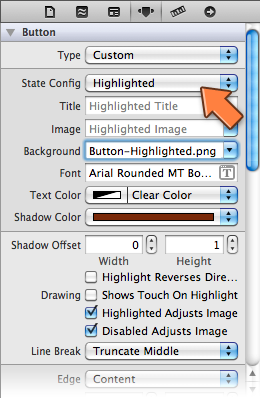 Button
Type Custom
State Config Highlighted
Title Highlighted Title
Image Highlighted Image
Background Button-Highlighted.png
Font Arial Rounded MT Bo... T
Text Color Clear Color
Shadow Color
Shadow Offset 0 1
Width Height
Highlight Reverses Dire...
Drawing Shows Touch On Highlight
Highlighted Adjusts Image
Disabled Adjusts Image
Line Break Truncate Middle
Edge Content